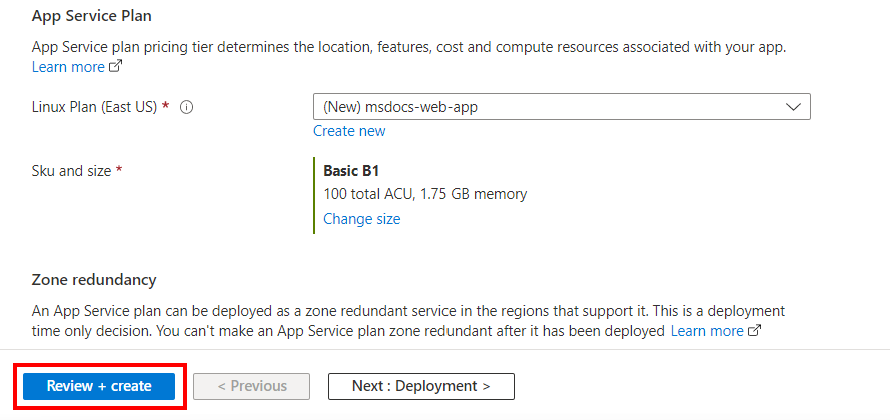 App Service Plan
App Service plan pricing tier determines the location, features, cost and compute resources associated with your app.
Learn more
Linux Plan (East US) *
(New) msdocs-web-app
Create new
Sku and size *
Basic B1
100 total ACU, 1.75 GB memory
Change size
Zone redundancy
An App Service plan can be deployed as a zone redundant service in the regions that support it. This is a deployment
time only decision. You can't make an App Service plan zone redundant after it has been deployed Learn more
Review + create
< Previous
Next : Deployment >